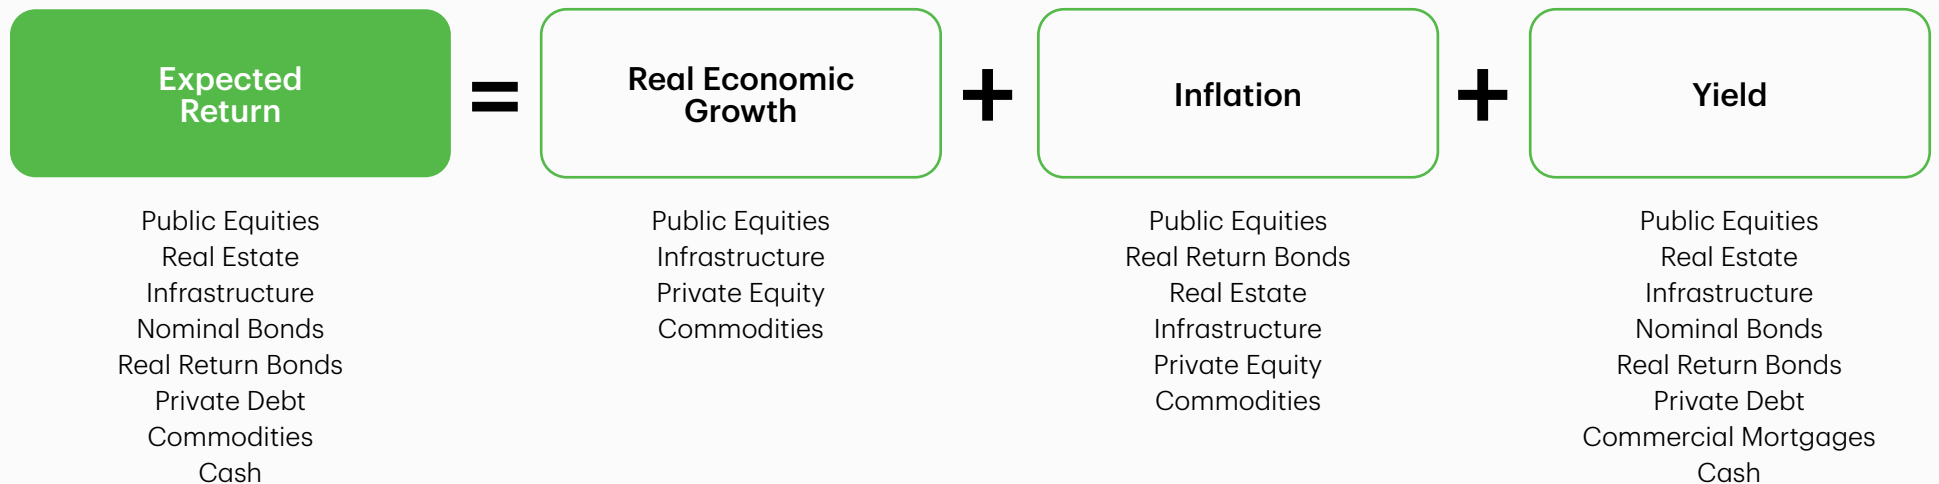 Expected
Return
=
Real Economic
Growth
+
Inflation
+
Yield
Public Equities
Real Estate
Infrastructure
Nominal Bonds
Real Return Bonds
Private Debt
Commodities
Cash
Public Equities
Infrastructure
Private Equity
Commodities
Public Equities
Real Return Bonds
Real Estate
Infrastructure
Private Equity
Commodities
Public Equities
Real Estate
Infrastructure
Nominal Bonds
Real Return Bonds
Private Debt
Commercial Mortgages
Cash